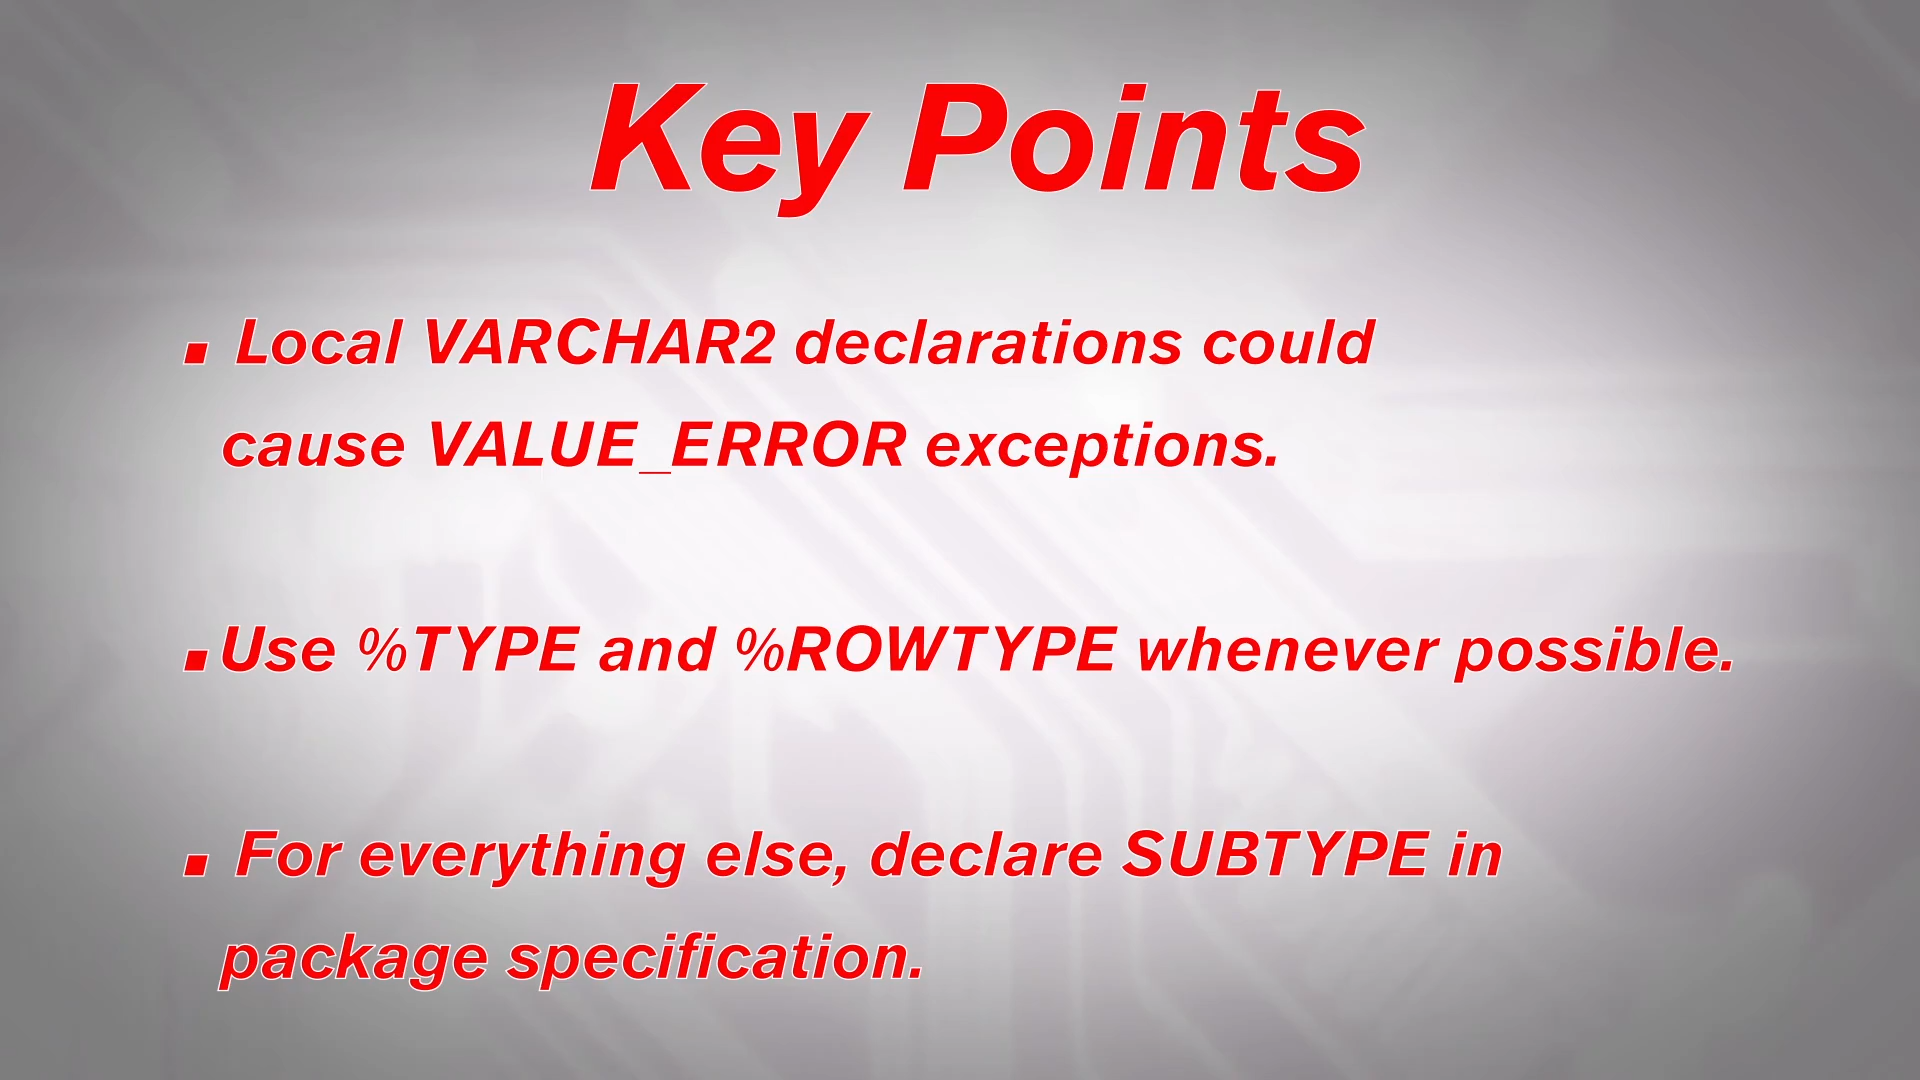 Key Points
▪ Local VARCHAR2 declarations could
cause VALUE_ERROR exceptions.
▪Use %TYPE and %ROWTYPE whenever possible.
▪ For everything else, declare SUBTYPE in
package specification.